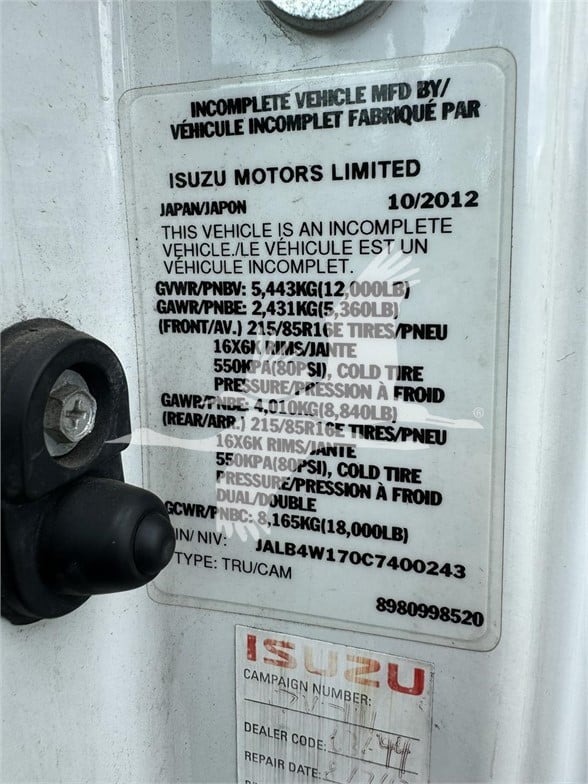 INCOMPLETE VEHICLE MFD BY/
VÉHICULE INCOMPLET FABRIQUÉ PAR
ISUZU MOTORS LIMITED
JAPAN/JAPON 10/2012
THIS VEHICLE IS AN INCOMPLETE
VEHICLE./LE VÉHICULE EST UN
VÉHICULE INCOMPLET.
GVWR/PNBV: 5,443KG(12,000LB)
GAWR/PNBE: 2,431KG(5,360LB)
(FRONT/AV.) 215/85R16E TIRES/PNEU
16X6K RIMS/JANTE
550KPA(80PSI), COLD TIRE
PRESSURE/PRESSION À FROID
GAWR/PNBE: 4,010KG(8,840LB)
(REAR/ARR.) 215/85R16E TIRES/PNEU
16X6K RIMS/JANTE
550KPA(80PSI), COLD TIRE
PRESSURE/PRESSION À FROID
DUAL/DOUBLE
GCWR/PNBC: 8,165KG(18,000LB)
IN/NIV: JALB4W170C7400243
TYPE: TRU/CAM
8980998520
ISUZU
CAMPAIGN NUMBER:
DEALER CODE:
REPAIR DATE: